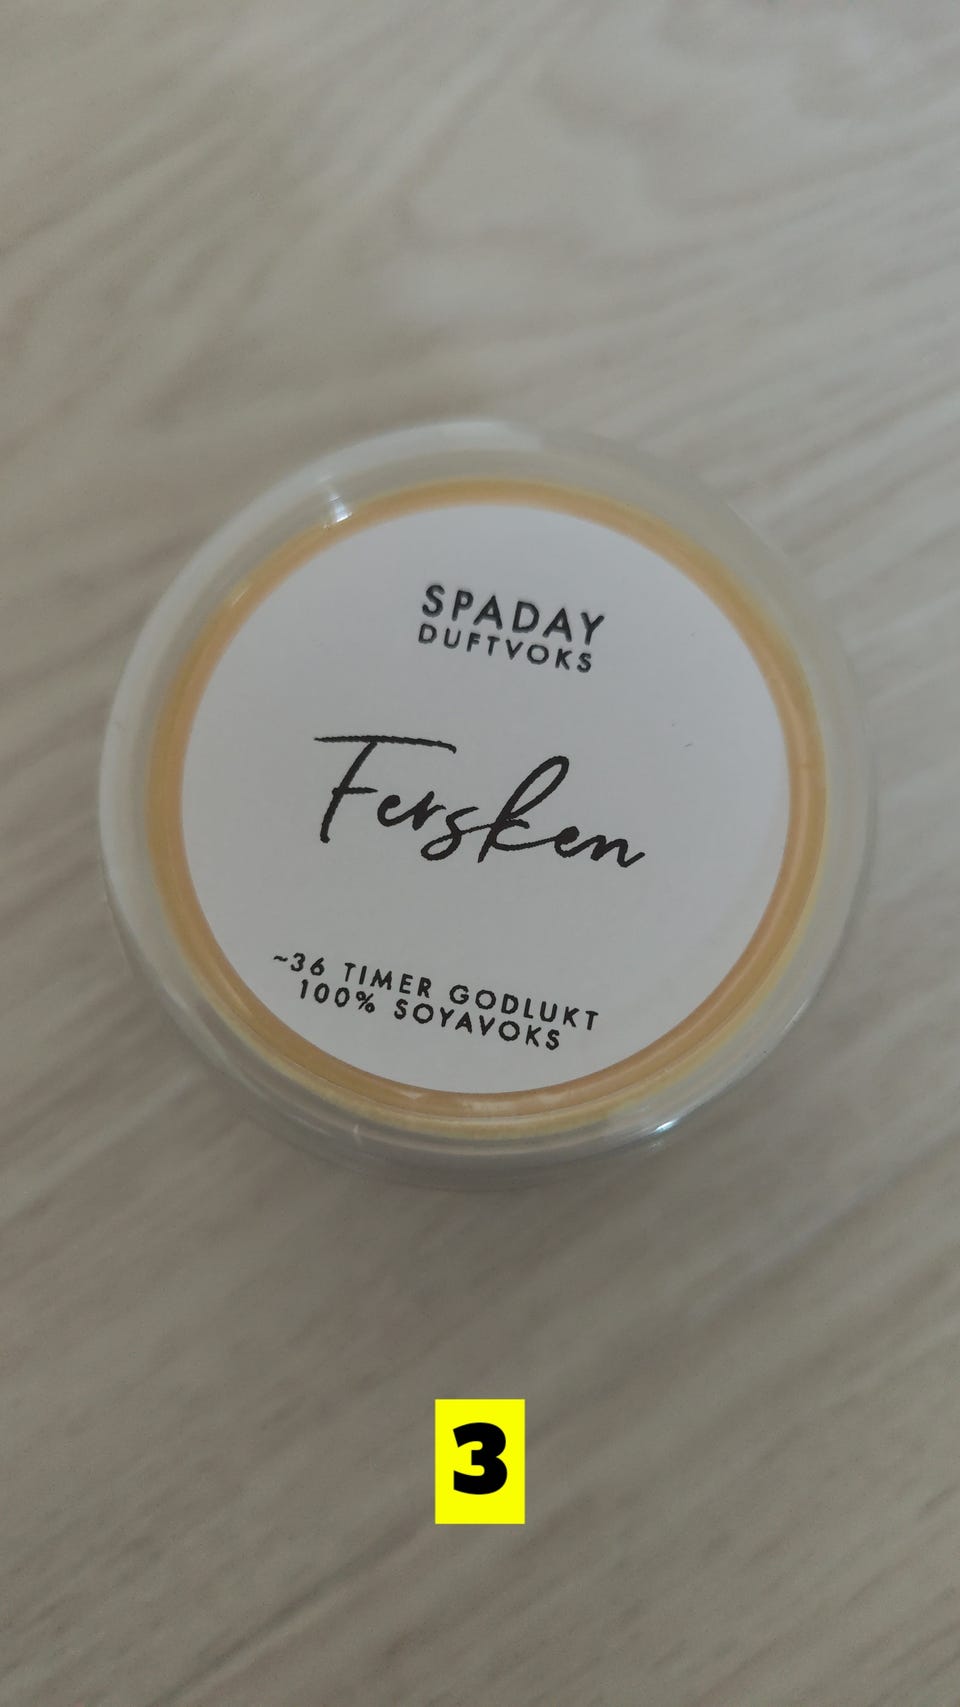 SPADAY
DUFTVOKS
Fersken
~36 TIMER GODLUKT
100% SOYAVOKS
3